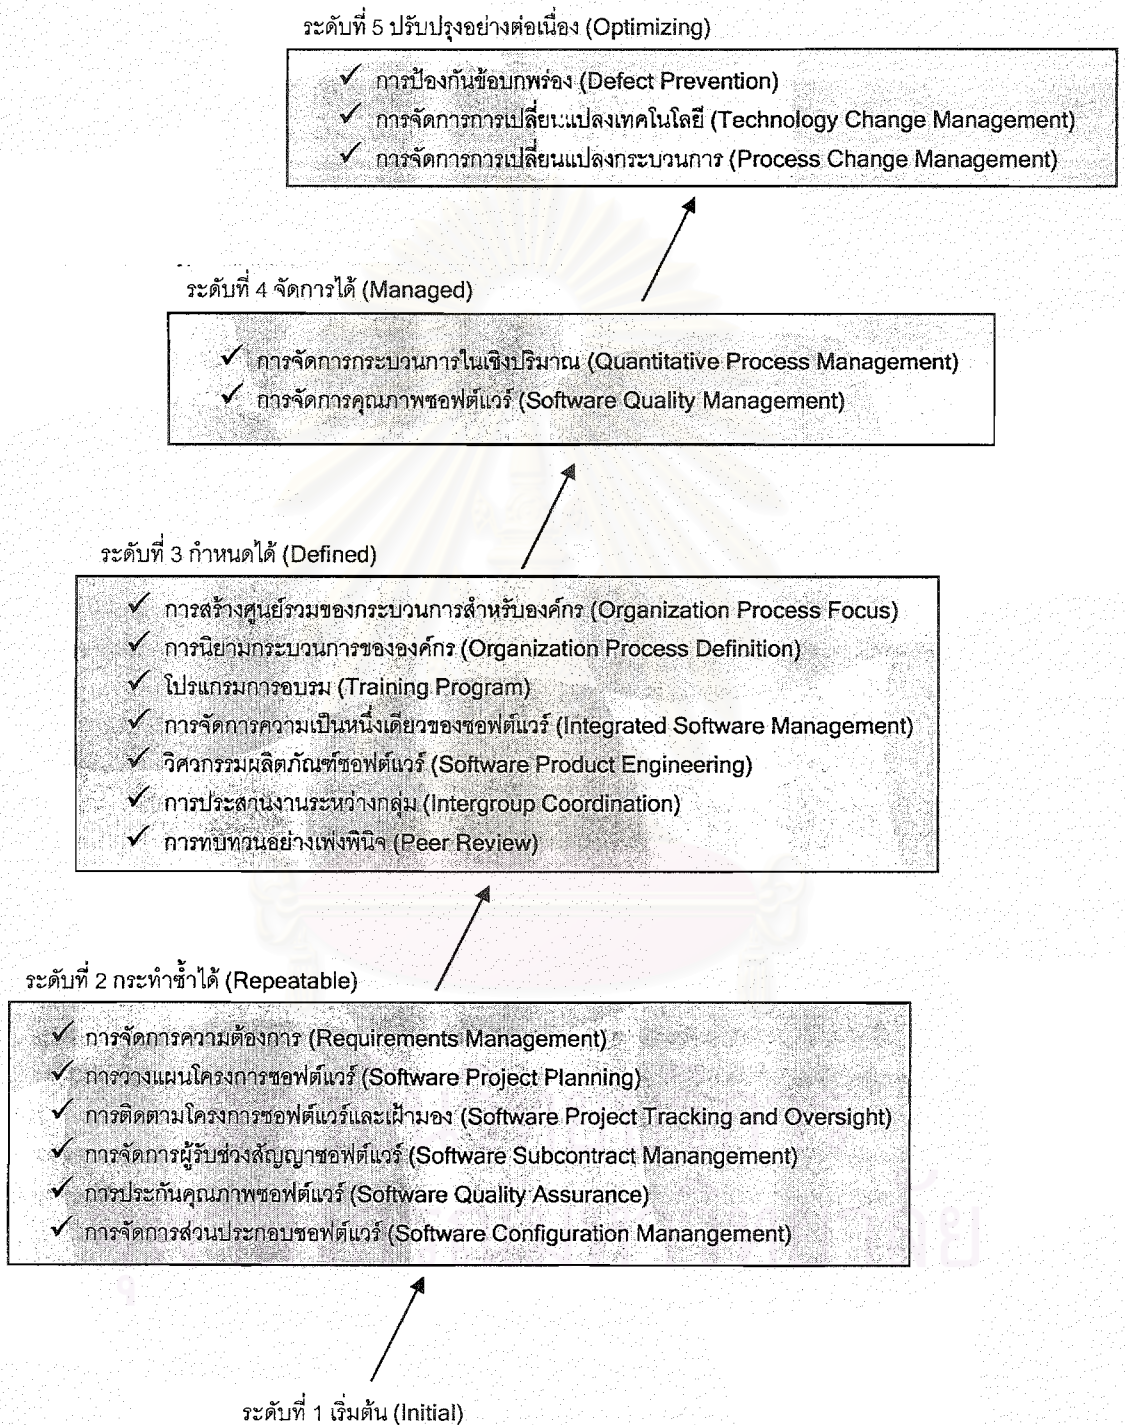 ระดับที่ 5 ปรับปรุงอย่างต่อเนื่อง (Optimizing)
✓ การป้องกันข้อบกพร่อง (Defect Prevention)
✓ การจัดการการเปลี่ยนแปลงเทคโนโลยี (Technology Change Management)
✓ การจัดการการเปลี่ยนแปลงกระบวนการ (Process Change Management)
ระดับที่ 4 จัดการได้ (Managed)
✓ การจัดการกระบวนการในเชิงปริมาณ (Quantitative Process Management)
✓ การจัดการคุณภาพซอฟต์แวร์ (Software Quality Management)
ระดับที่ 3 กำหนดได้ (Defined)
✓ การสร้างศูนย์รวมของกระบวนการสำหรับองค์กร (Organization Process Focus)
✓ การนิยามกระบวนการขององค์กร (Organization Process Definition)
✓ โปรแกรมการอบรม (Training Program)
✓ การจัดการความเป็นหนึ่งเดียวของซอฟต์แวร์ (Integrated Software Management)
✓ วิศวกรรมผลิตภัณฑ์ซอฟต์แวร์ (Software Product Engineering)
✓ การประสานงานระหว่างกลุ่ม (Intergroup Coordination)
✓ การทบทวนอย่างเพ่งพินิจ (Peer Review)
ระดับที่ 2 กระทำซ้ำได้ (Repeatable)
✓ การจัดการความต้องการ (Requirements Management)
✓ การวางแผนโครงการซอฟต์แวร์ (Software Project Planning)
✓ การติดตามโครงการซอฟต์แวร์และเฝ้ามอง (Software Project Tracking and Oversight)
✓ การจัดการผู้รับช่วงสัญญาซอฟต์แวร์ (Software Subcontract Manangement)
✓ การประกันคุณภาพซอฟต์แวร์ (Software Quality Assurance)
✓ การจัดการส่วนประกอบซอฟต์แวร์ (Software Configuration Manangement)
ระดับที่ 1 เริ่มต้น (Initial)